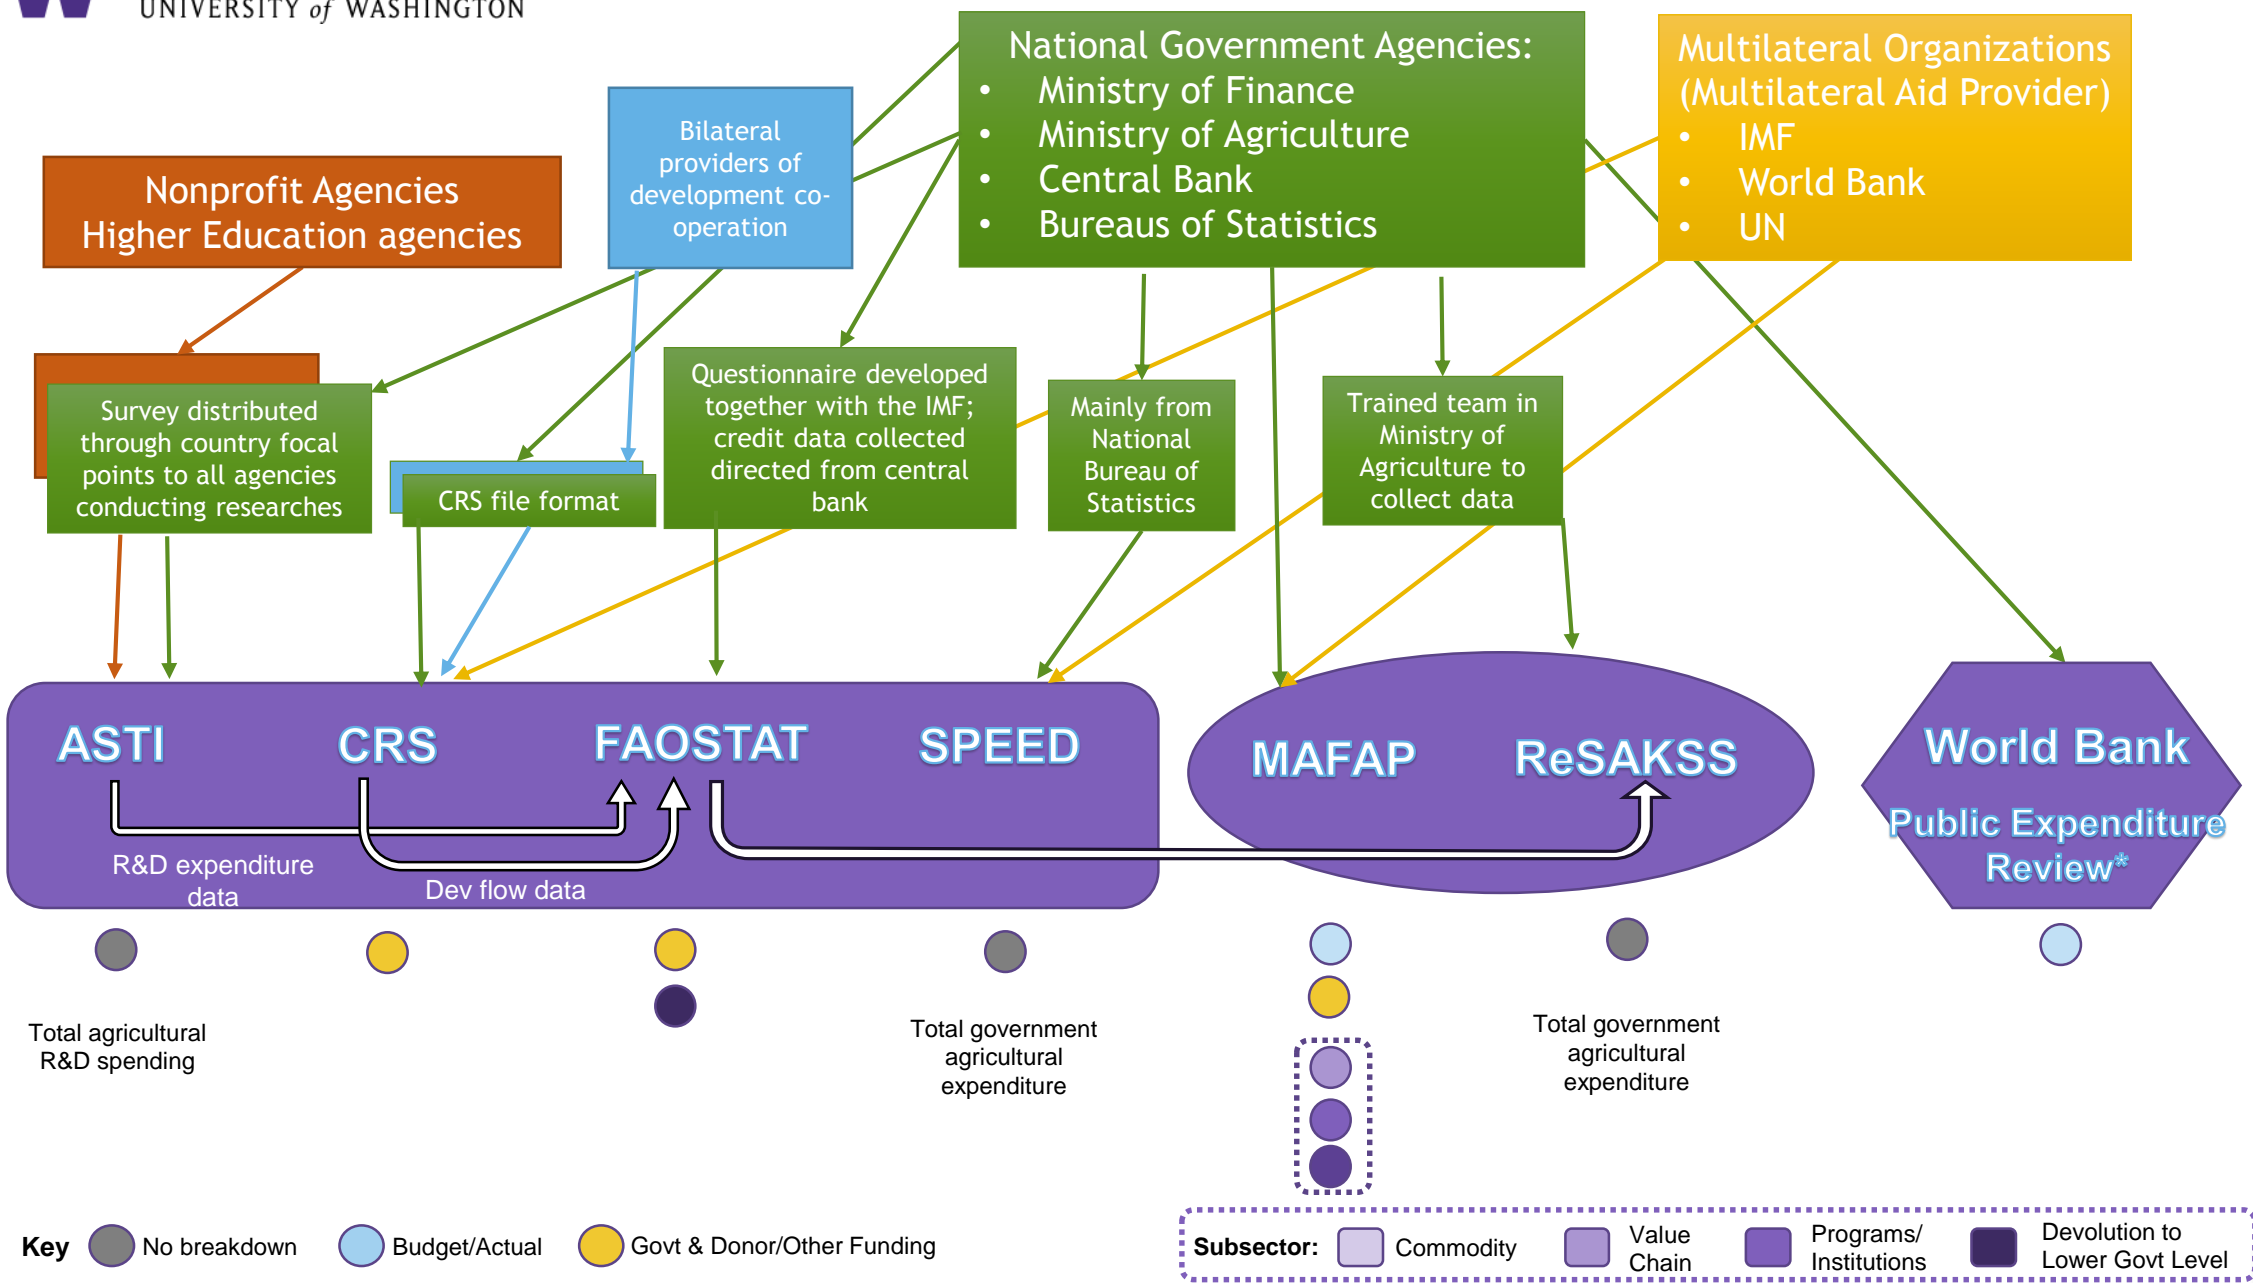 UNIVERSITY of WASHINGTON
National Government Agencies:
• Ministry of Finance
• Ministry of Agriculture
• Central Bank
• Bureaus of Statistics
Multilateral Organizations
(Multilateral Aid Provider)
• IMF
• World Bank
• UN
Bilateral
providers of
development co-
operation
Nonprofit Agencies
Higher Education agencies
Survey distributed
through country focal
points to all agencies
conducting researches
CRS file format
Questionnaire developed
together with the IMF;
credit data collected
directed from central
bank
Mainly from
National
Bureau of
Statistics
Trained team in
Ministry of
Agriculture to
collect data
ASTI
CRS
FAOSTAT
SPEED
MAFAP
ReSAKSS
World Bank
Public Expenditure
Review*
R&D expenditure
data
Dev flow data
Total agricultural
R&D spending
Total government
agricultural
expenditure
Total government
agricultural
expenditure
Key
No breakdown
Budget/Actual
Govt & Donor/Other Funding
Subsector:
Commodity
Value
Chain
Programs/
Institutions
Devolution to
Lower Govt Level